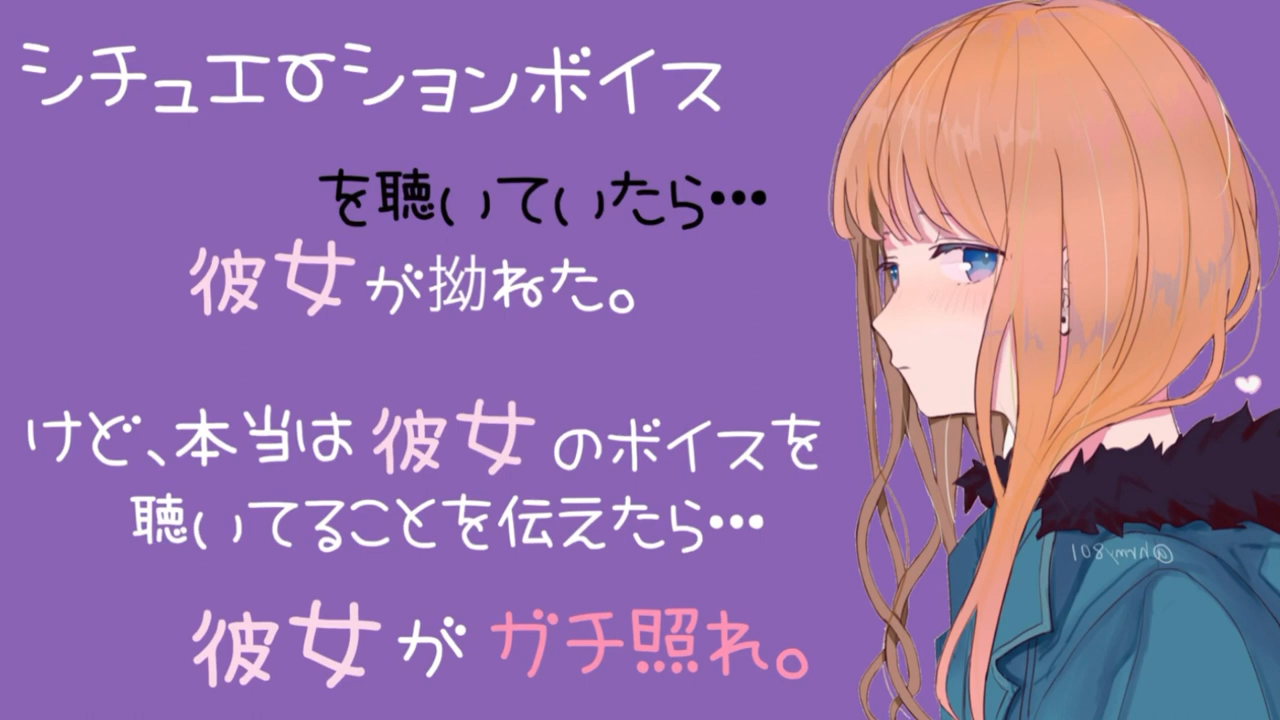 シチュエーションボイス
を聴いていたら…
彼女が拗ねた。
けど、本当は彼女のボイスを
聴いてることを伝えたら…
彼女がガチ照れ。